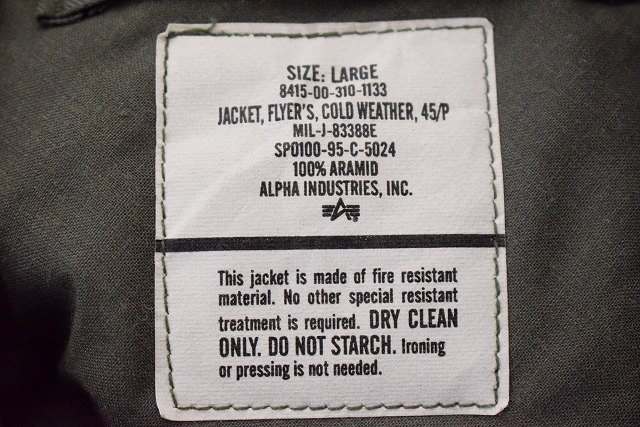 SIZE: LARGE
8415-00-310-1133
JACKET, FLYER'S, COLD WEATHER, 45/P
MIL-J-83388E
SPO100-95-C-5024
100% ARAMID
ALPHA INDUSTRIES, INC.
This jacket is made of fire resistant
material. No other special resistant
treatment is required. DRY CLEAN
ONLY. DO NOT STARCH. Ironing
or pressing is not needed.